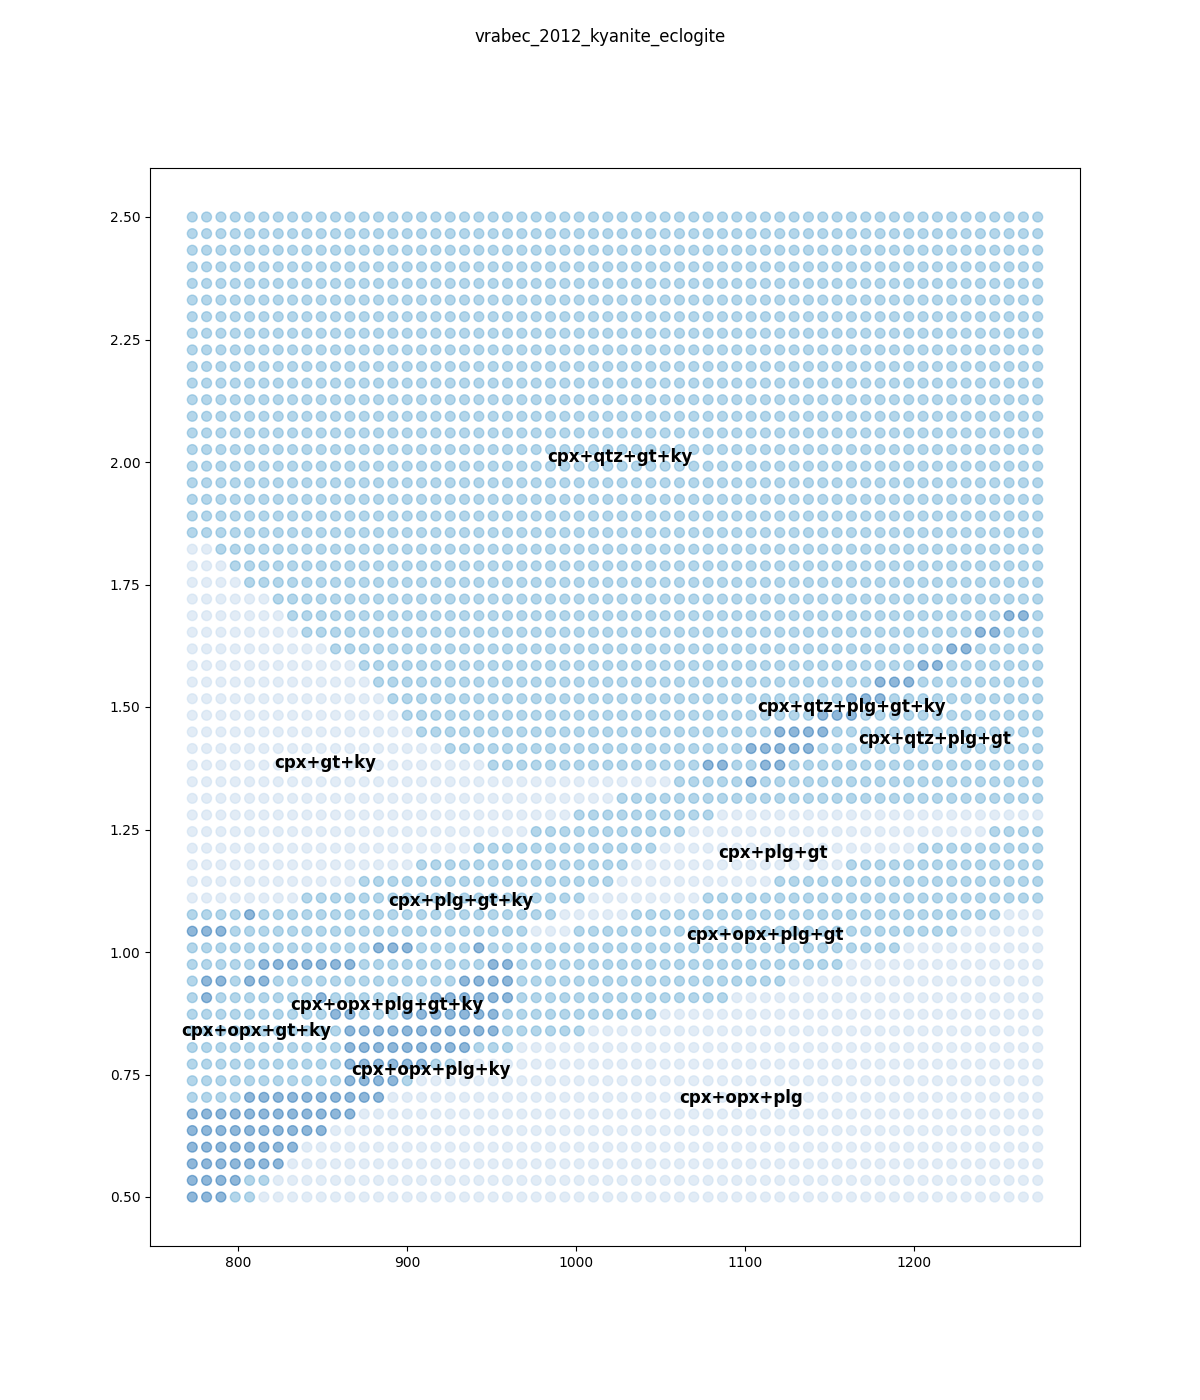 vrabec_2012_kyanite_eclogite
2.50
2.25
2.00
cpx+qtz+gt+ky
1.75
1.50
cpx+qtz+plg+gt+ky
cpx+qtz+plg+gt
cpx+gt+ky
1.25
cpx+plg+gt
cpx+plg+gt+ky
cpx+opx+plg+gt
1.00
cpx+opx+plg+gt+ky
cpx+opx+gt+ky
0.75
cpx+opx+plg+ky
cpx+opx+plg
0.50
800 900 1000 1100 1200